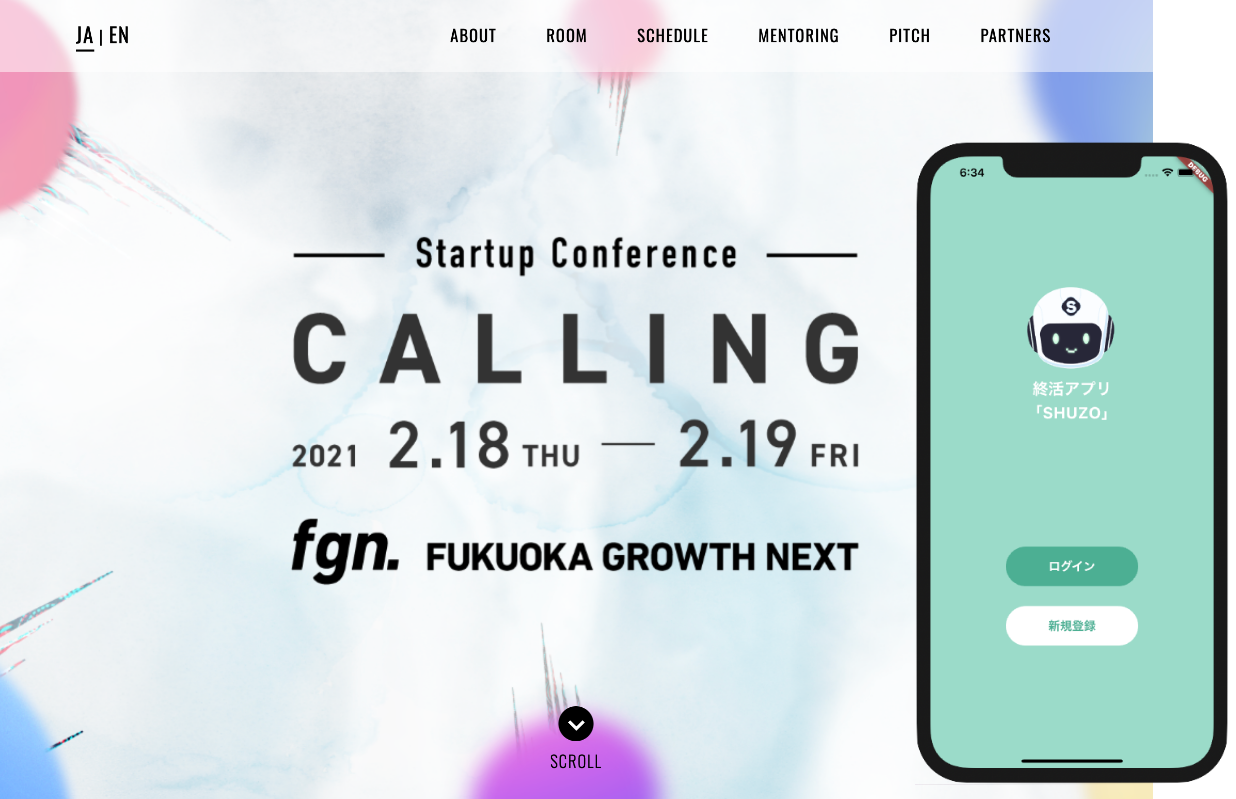 JA | EN
ABOUT ROOM SCHEDULE MENTORING PITCH PARTNERS
Startup Conference
CALLING
2021 2.18 THU — 2.19 FRI
fgn. FUKUOKA GROWTH NEXT
SCROLL
6:34
DEBUG
S
終活アプリ
「SHUZO」
ログイン
新規登録